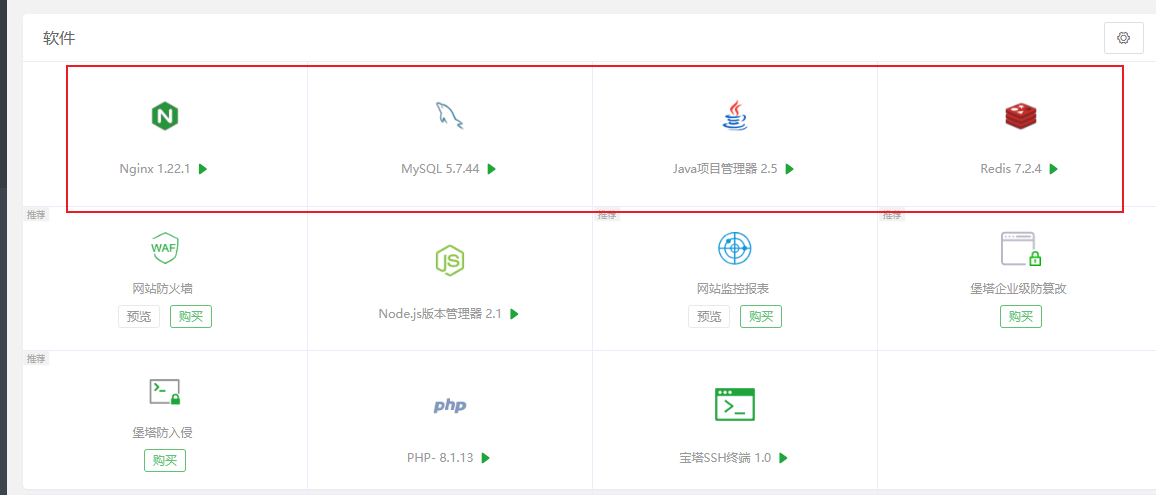 软件
Nginx 1.22.1
MySQL 5.7.44
Java项目管理器 2.5
Redis 7.2.4
推荐
WAF
网站防火墙
预览
购买
JS
Node.js版本管理器 2.1
推荐
网站监控报表
预览
购买
推荐
堡塔企业级防篡改
购买
推荐
堡塔防入侵
购买
php
PHP- 8.1.13
宝塔SSH终端 1.0